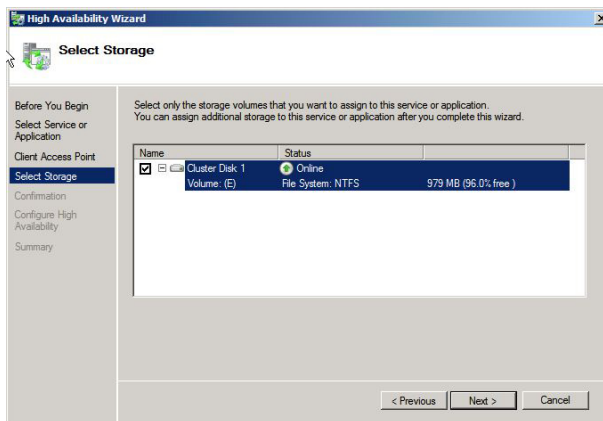 High Availability Wizard
Select Storage
Before You Begin
Select Service or
Application
Client Access Point
Select Storage
Confirmation
Configure High
Availability
Summary
Select only the storage volumes that you want to assign to this service or application.
You can assign additional storage to this service or application after you complete this wizard.
Name Status
Cluster Disk 1 Online
Volume: (E) File System: NTFS 979 MB (96.0% free )
< Previous Next > Cancel